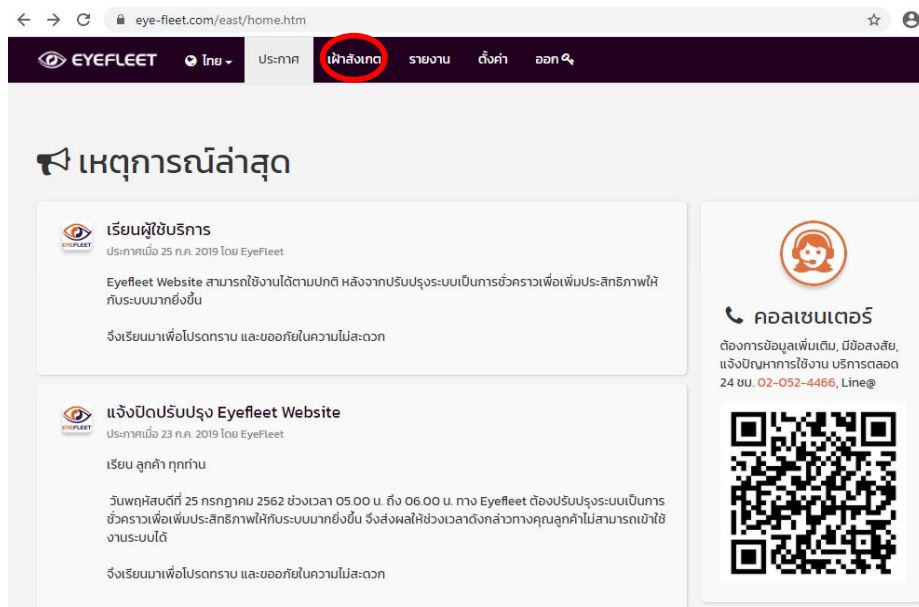 eye-fleet.com/east/home.htm
EYEFLEET ไทย ประกาศ เฝ้าสังเกต รายงาน ตั้งค่า ออก
เหตุการณ์ล่าสุด
EYEFLEET
เรียนผู้ใช้บริการ
ประกาศเมื่อ 25 ก.ค. 2019 โดย EyeFleet
Eyefleet Website สามารถใช้งานได้ตามปกติ หลังจากปรับปรุงระบบเป็นการชั่วคราวเพื่อเพิ่มประสิทธิภาพให้
กับระบบมากยิ่งขึ้น
จึงเรียนมาเพื่อโปรดทราบ และขออภัยในความไม่สะดวก
EYEFLEET
แจ้งปิดปรับปรุง Eyefleet Website
ประกาศเมื่อ 23 ก.ค. 2019 โดย EyeFleet
เรียน ลูกค้า ทุกท่าน
วันพฤหัสบดีที่ 25 กรกฎาคม 2562 ช่วงเวลา 05.00 น. ถึง 06.00 น. ทาง Eyefleet ต้องปรับปรุงระบบเป็นการ
ชั่วคราวเพื่อเพิ่มประสิทธิภาพให้กับระบบมากยิ่งขึ้น จึงส่งผลให้ช่วงเวลาดังกล่าวทางคุณลูกค้าไม่สามารถเข้าใช้
งานระบบได้
จึงเรียนมาเพื่อโปรดทราบ และขออภัยในความไม่สะดวก
คอลเซนเตอร์
ต้องการข้อมูลเพิ่มเติม, มีข้อสงสัย,
แจ้งปัญหาการใช้งาน บริการตลอด
24 ชม. 02-052-4466, Line@